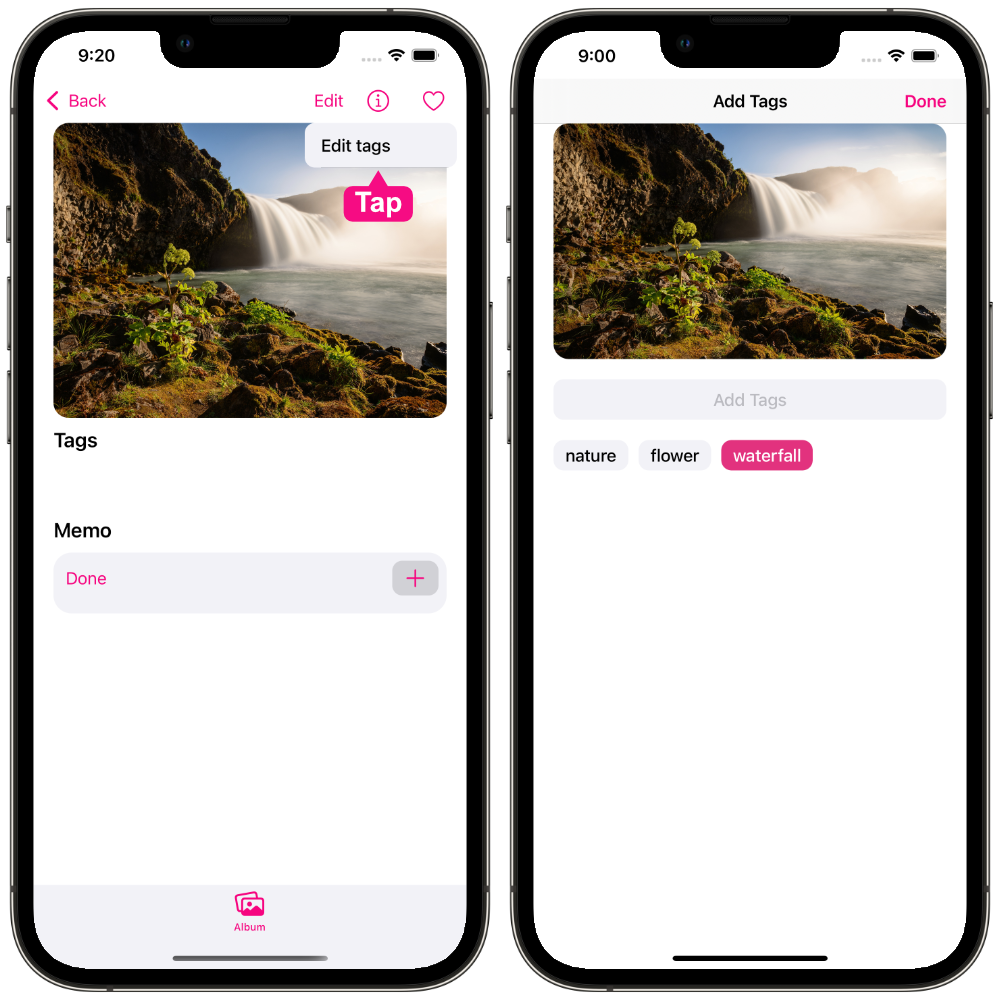 9:20
Back
Edit
Edit tags
Tap
Tags
Memo
Done
Album
9:00
Add Tags
Done
Add Tags
nature flower waterfall